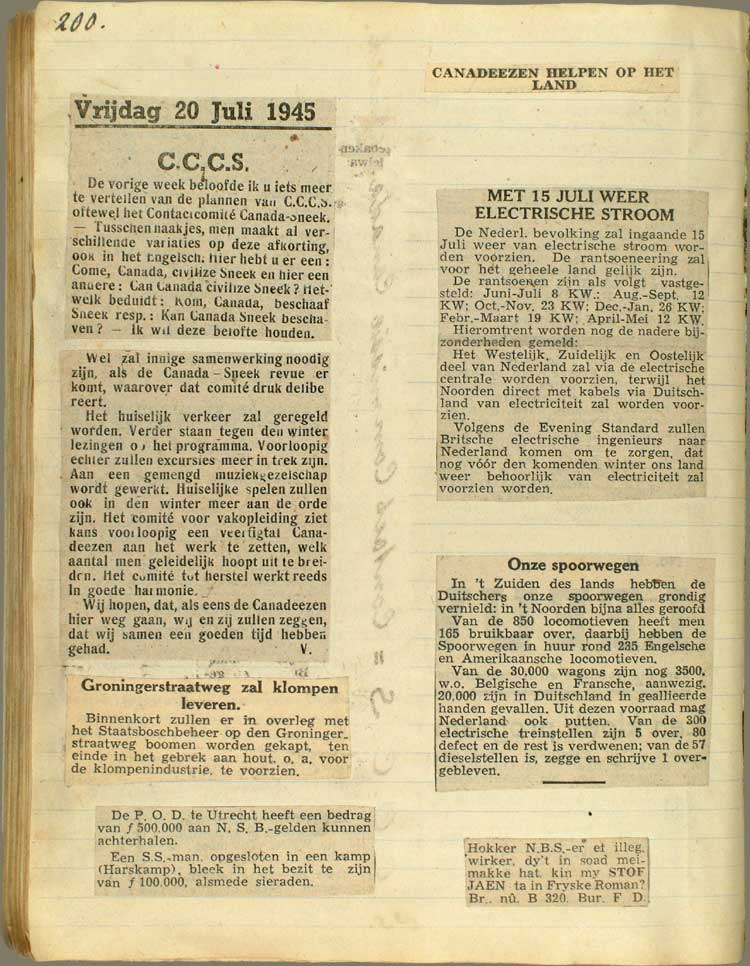 200.
Vrijdag 20 Juli 1945
C.C.C.S.
De vorige week beloofde ik u iets meer
te vertellen van de plannen van C.C.C.S.
oftewel het Contactcomité Canada-Sneek.
— Tusschen naakjes, men maakt al ver-
schillende variaties op deze afkorting,
ook in het Engelsch. Hier hebt u er een:
Come, Canada, civilize Sneek en hier een
andere: Can Canada civilize Sneek? Het-
welk beduidt: Kom, Canada, beschaaf
Sneek resp.: Kan Canada Sneek bescha-
ven? — Ik wil deze belofte houden.
Wel zal innige samenwerking noodig
zijn, als de Canada-Sneek revue er
komt, waarover dat comité druk delibe
reert.
Het huiselijk verkeer zal geregeld
worden. Verder staan tegen den winter
lezingen op het programma. Voorloopig
echter zullen excursies meer in trek zijn.
Aan een gemengd muziekgezelschap
wordt gewerkt. Huiselijke spelen zullen
ook in den winter meer aan de orde
zijn. Het comité voor vakopleiding ziet
kans voorloopig een veertigtal Cana-
deezen aan het werk te zetten, welk
aantal men geleidelijk hoopt uit te brei-
den. Het comité tot herstel werkt reeds
in goede harmonie.
Wij hopen, dat, als eens de Canadeezen
hier weg gaan, wij en zij zullen zeggen,
dat wij samen een goeden tijd hebben
gehad. V.
Groningerstraatweg zal klompen
leveren.
Binnenkort zullen er in overleg met
het Staatsboschbeheer op den Groninger-
straatweg boomen worden gekapt, ten
einde in het gebrek aan hout. o. a. voor
de klompenindustrie, te voorzien.
De P. O. D. te Utrecht heeft een bedrag
van ƒ 500.000 aan N. S. B.-gelden kunnen
achterhalen.
Een S.S.-man, opgesloten in een kamp
(Harskamp), bleek in het bezit te zijn
van ƒ 100.000, alsmede sieraden.
CANADEEZEN HELPEN OP HET
LAND
MET 15 JULI WEER
ELECTRISCHE STROOM
De Nederl. bevolking zal ingaande 15
Juli weer van electrische stroom wor-
den voorzien. De rantsoeneering zal
voor het geheele land gelijk zijn.
De rantsoenen zijn als volgt vastge-
steld: Juni-Juli 8 KW.: Aug.-Sept. 12
KW; Oct.-Nov. 23 KW; Dec.-Jan. 26 KW;
Febr.-Maart 19 KW; April-Mei 12 KW.
Hieromtrent worden nog de nadere bij-
zonderheden gemeld:
Het Westelijk, Zuidelijk en Oostelijk
deel van Nederland zal via de electrische
centrale worden voorzien, terwijl het
Noorden direct met kabels via Duitsch-
land van electriciteit zal worden voor-
zien.
Volgens de Evening Standard zullen
Britsche electrische ingenieurs naar
Nederland komen om te zorgen, dat
nog vóór den komenden winter ons land
weer behoorlijk van electriciteit zal
voorzien worden.
Onze spoorwegen
In 't Zuiden des lands hebben de
Duitschers onze spoorwegen grondig
vernield: in 't Noorden bijna alles geroofd
Van de 850 locomotieven heeft men
165 bruikbaar over, daarbij hebben de
Spoorwegen in huur rond 235 Engelsche
en Amerikaansche locomotieven.
Van de 30,000 wagons zijn nog 3500,
w.o. Belgische en Fransche, aanwezig.
20,000 zijn in Duitschland in geallieerde
handen gevallen. Uit dezen voorraad mag
Nederland ook putten. Van de 300
electrische treinstellen zijn 5 over, 80
defect en de rest is verdwenen; van de 57
dieselstellen is, zegge en schrijve 1 over-
gebleven.
Hokker N.B.S.-er ef illeg.
wirker, dy't in soad mei-
makke hat. kin my STOF
JAEN ta in Fryske Roman?
Br., nû. B 320. Bur. F D.